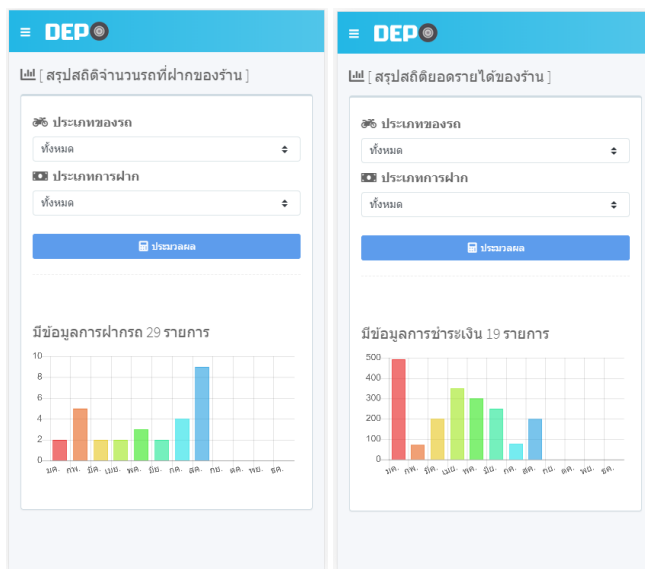 DEPO
[ สรุปสถิติจำนวนรถที่ฝากของร้าน ]
ประเภทของรถ
ทั้งหมด
ประเภทการฝาก
ทั้งหมด
ประมวลผล
มีข้อมูลการฝากรถ 29 รายการ
10
8
6
4
2
0
มค. กพ. มีค. เมย. พค. มิย. กค. สค. กย. ตค. พย. ธค.
DEPO
[ สรุปสถิติยอดรายได้ของร้าน ]
ประเภทของรถ
ทั้งหมด
ประเภทการฝาก
ทั้งหมด
ประมวลผล
มีข้อมูลการชำระเงิน 19 รายการ
500
400
300
200
100
0
มค. กพ. มีค. เมย. พค. มิย. กค. สค. กย. ตค. พย. ธค.